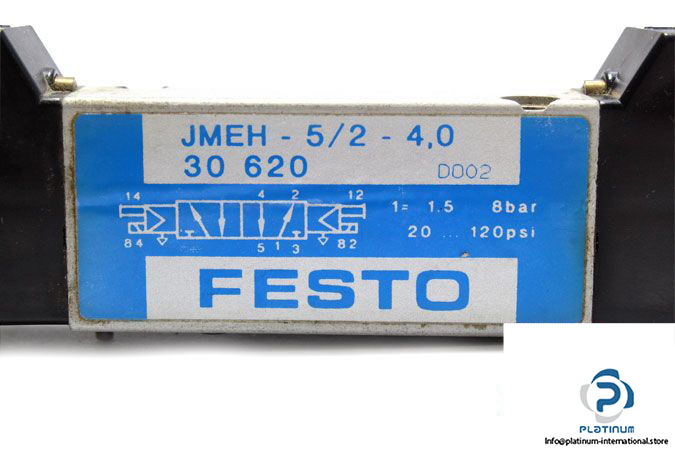 JMEH - 5/2 - 4,0
30 620 D002
14 4 2 12
1= 1.5 8bar
84 5 1 3 82
20 ... 120psi
FESTO
P
PLATINUM
Info@platinum-international.store